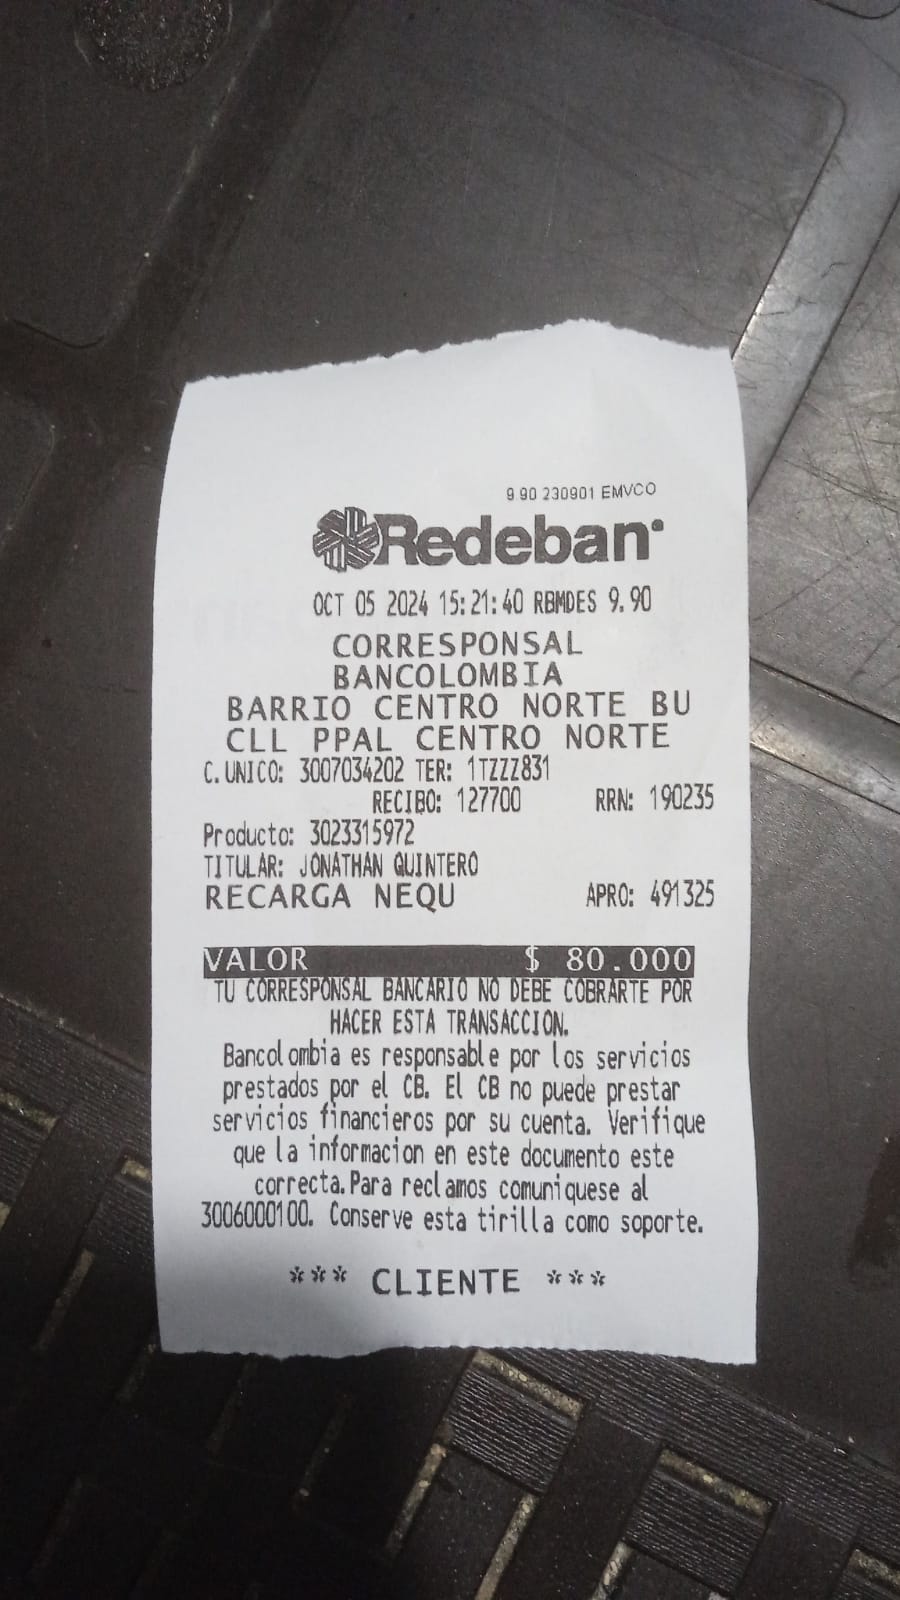 9.90 230901 EMVCO
Redeban
OCT 05 2024 15:21:40 RBMDES 9.90
CORRESPONSAL
BANCOLOMBIA
BARRIO CENTRO NORTE BU
CLL PPAL CENTRO NORTE
C.UNICO: 3007034202 TER: 1TZZZ831
RECIBO: 127700 RRN: 190235
Producto: 3023315972
TITULAR: JONATHAN QUINTERO
RECARGA NEQU APRO: 491325
VALOR $ 80.000
TU CORRESPONSAL BANCARIO NO DEBE COBRARTE POR
HACER ESTA TRANSACCION.
Bancolombia es responsable por los servicios
prestados por el CB. El CB no puede prestar
servicios financieros por su cuenta. Verifique
que la informacion en este documento este
correcta.Para reclamos comuniquese al
3006000100. Conserve esta tirilla como soporte.
*** CLIENTE ***